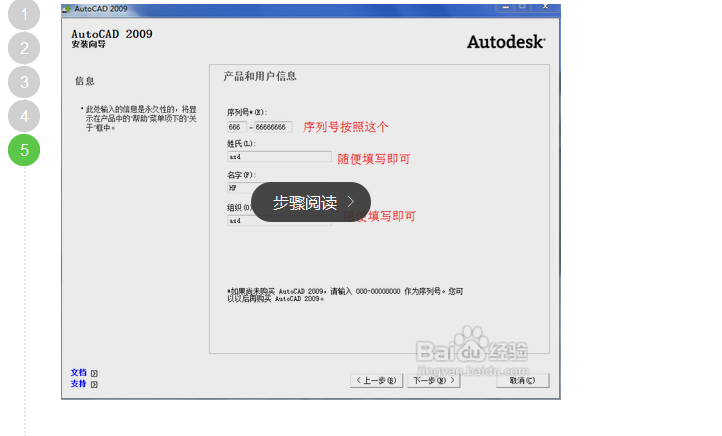 1
2
3
4
5
AutoCAD 2009
AutoCAD 2009
安装向导
Autodesk
信息
产品和用户信息
• 此处输入的信息是永久性的，将显
示在产品中的“帮助”菜单项下的“关
于”框中。
序列号*(E):
666 - 66666666
序列号按照这个
姓氏(L):
asd
随便填写即可
名字(F):
步骤阅读
组织(O)
随便填写即可
asd
*如果尚未购买 AutoCAD 2009，请输入 000-00000000 作为序列号。您可
以以后再购买 AutoCAD 2009。
Baidu 经验
jingyan.baidu.com
文档
支持
<上一步(B)
下一步(N) >
取消(C)